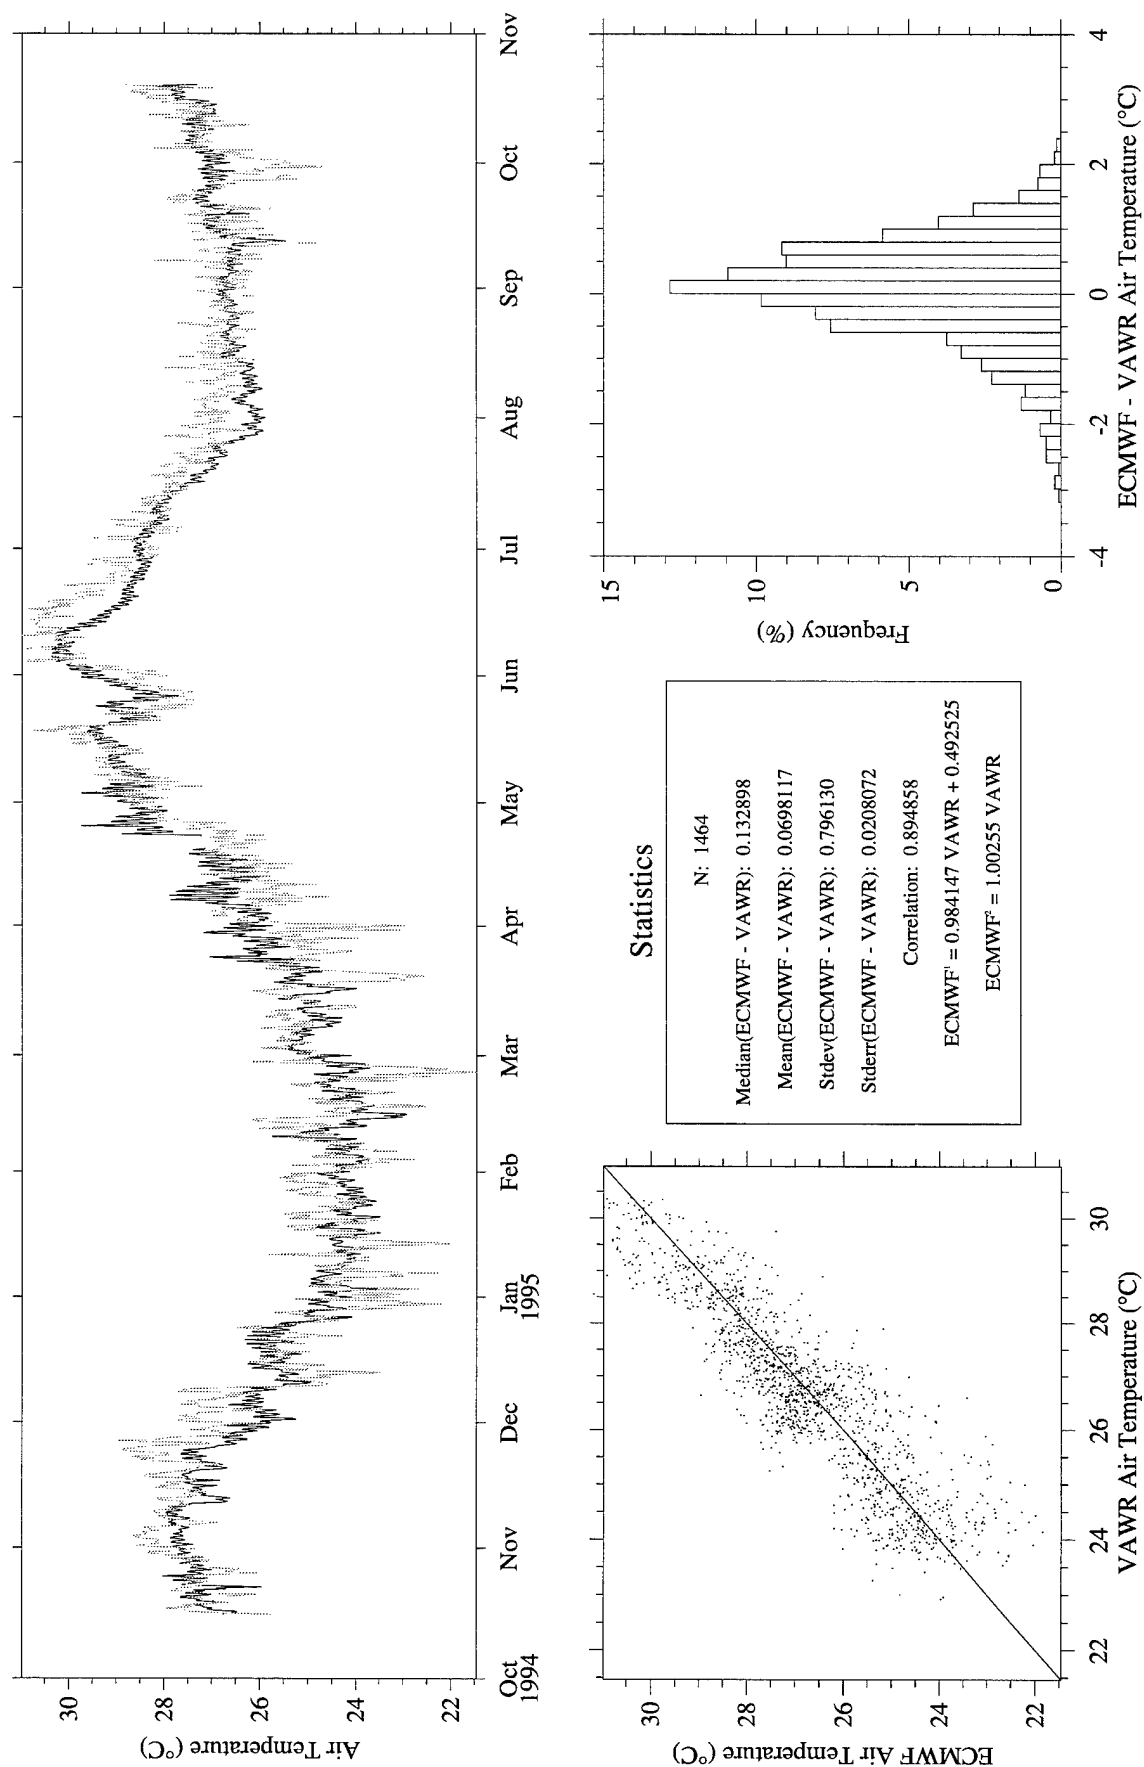 Air Temperature (°C)
30
28
26
24
22
Oct
1994
Nov
Dec
Jan
1995
Feb
Mar
Apr
May
Jun
Jul
Aug
Sep
Oct
Nov
ECMWF Air Temperature (°C)
30
28
26
24
22
22
24
26
28
30
VAWR Air Temperature (°C)
Statistics
N: 1464
Median(ECMWF - VAWR): 0.132898
Mean(ECMWF - VAWR): 0.0698117
Stdev(ECMWF - VAWR): 0.796130
Stderr(ECMWF - VAWR): 0.0208072
Correlation: 0.894858
ECMWF¹ = 0.984147 VAWR + 0.492525
ECMWF² = 1.00255 VAWR
Frequency (%)
15
10
5
0
-4
-2
0
2
4
ECMWF - VAWR Air Temperature (°C)